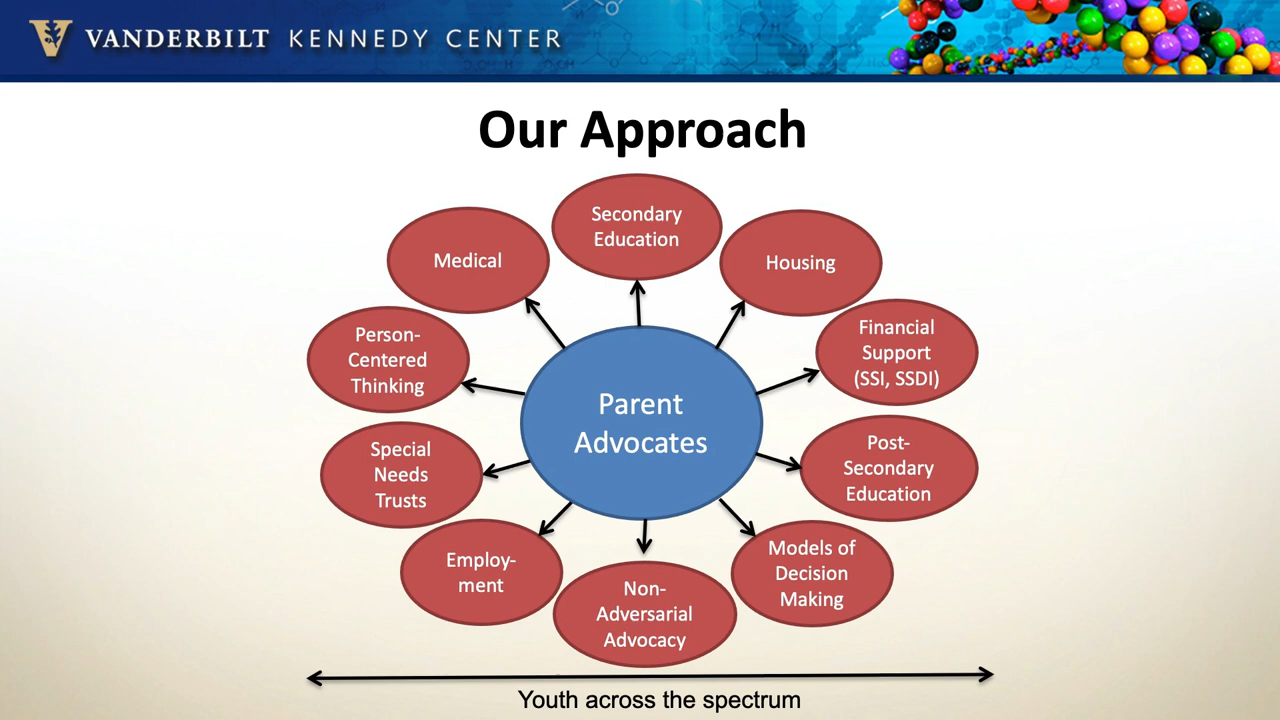 VANDERBILT KENNEDY CENTER
Our Approach
Secondary
Education
Housing
Financial
Support
(SSI, SSDI)
Post-
Secondary
Education
Models of
Decision
Making
Non-
Adversarial
Advocacy
Employ-
ment
Special
Needs
Trusts
Person-
Centered
Thinking
Medical
Parent
Advocates
Youth across the spectrum